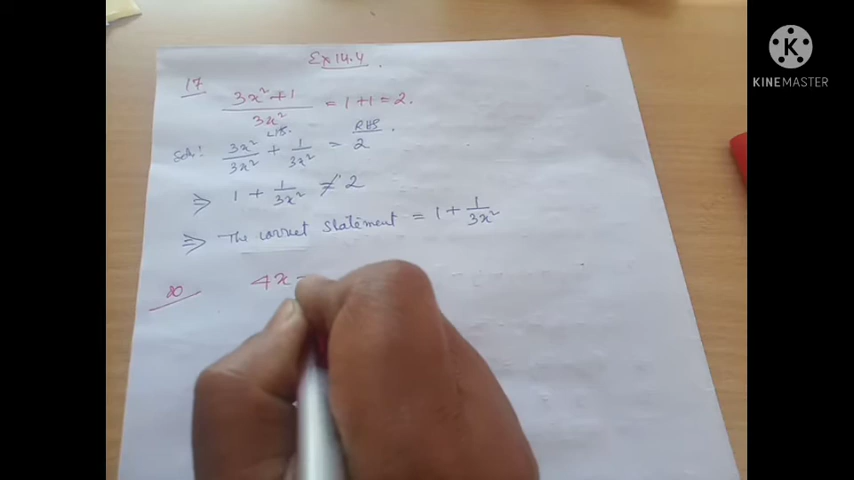 Ex 14.4.
17
3x²+1 / 3x² = 1+1=2.
LHS. RHS.
Soln: 3x²/3x² + 1/3x² = 2
⇒ 1 + 1/3x² ≠ 2
⇒ The correct statement = 1 + 1/3x²
20 4x
K
KINEMASTER